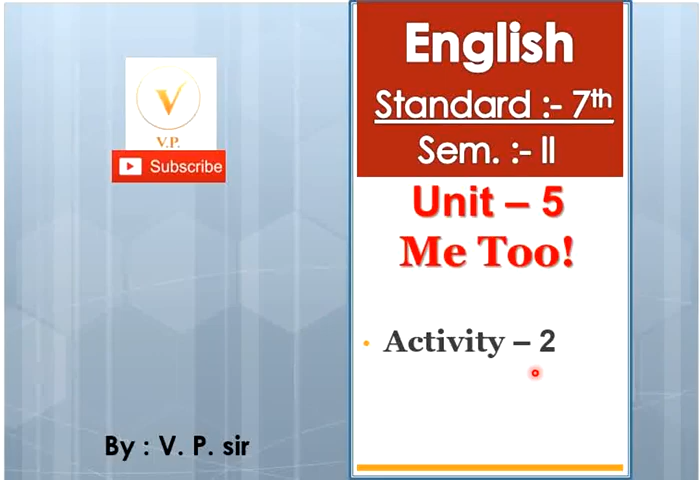 V
V.P.
Subscribe
By : V. P. sir
English
Standard :- 7th
Sem. :- II
Unit – 5
Me Too!
• Activity – 2